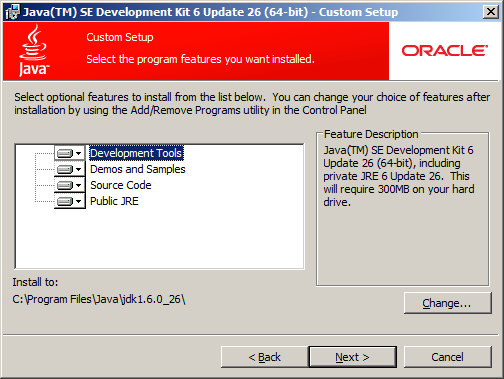 Java(TM) SE Development Kit 6 Update 26 (64-bit) - Custom Setup
Java
Custom Setup
Select the program features you want installed.
ORACLE
Select optional features to install from the list below. You can change your choice of features after
installation by using the Add/Remove Programs utility in the Control Panel
Development Tools
Demos and Samples
Source Code
Public JRE
Feature Description
Java(TM) SE Development Kit 6
Update 26 (64-bit), including
private JRE 6 Update 26. This
will require 300MB on your hard
drive.
Install to:
C:\Program Files\Java\jdk1.6.0_26\
Change...
< Back
Next >
Cancel